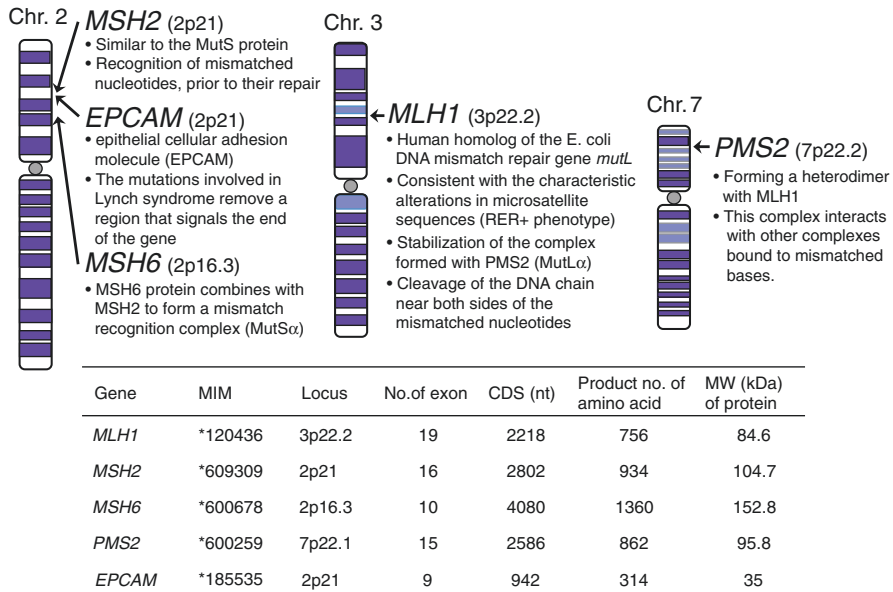 Chr. 2
MSH2 (2p21)
• Similar to the MutS protein
• Recognition of mismatched
nucleotides, prior to their repair
EPCAM (2p21)
• epithelial cellular adhesion
molecule (EPCAM)
• The mutations involved in
Lynch syndrome remove a
region that signals the end
of the gene
MSH6 (2p16.3)
• MSH6 protein combines with
MSH2 to form a mismatch
recognition complex (MutSα)
Chr. 3
MLH1 (3p22.2)
• Human homolog of the E. coli
DNA mismatch repair gene mutL
• Consistent with the characteristic
alterations in microsatellite
sequences (RER+ phenotype)
• Stabilization of the complex
formed with PMS2 (MutLα)
• Cleavage of the DNA chain
near both sides of the
mismatched nucleotides
Chr. 7
PMS2 (7p22.2)
• Forming a heterodimer
with MLH1
• This complex interacts
with other complexes
bound to mismatched
bases.
Gene MIM Locus No.of exon CDS (nt) Product no. of amino acid MW (kDa) of protein
MLH1 *120436 3p22.2 19 2218 756 84.6
MSH2 *609309 2p21 16 2802 934 104.7
MSH6 *600678 2p16.3 10 4080 1360 152.8
PMS2 *600259 7p22.1 15 2586 862 95.8
EPCAM *185535 2p21 9 942 314 35